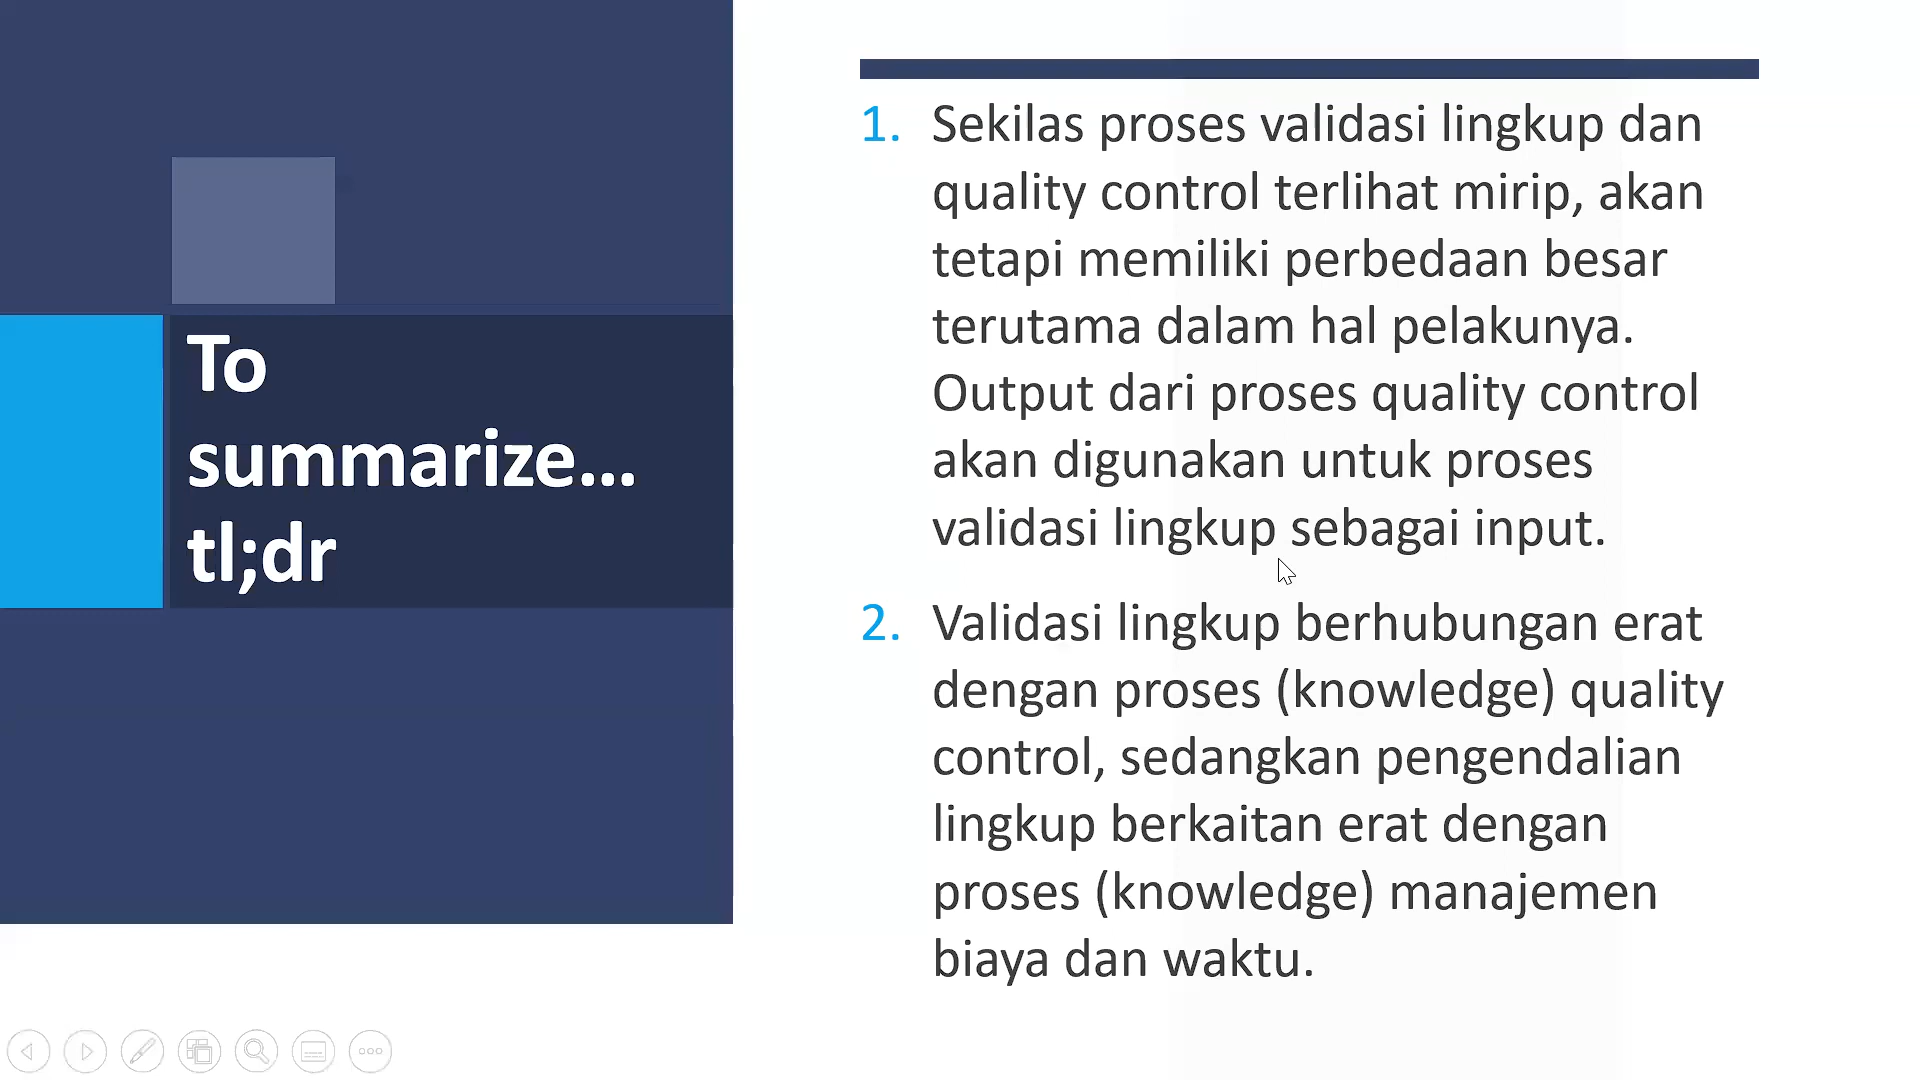 To
summarize...
tl;dr
1. Sekilas proses validasi lingkup dan
quality control terlihat mirip, akan
tetapi memiliki perbedaan besar
terutama dalam hal pelakunya.
Output dari proses quality control
akan digunakan untuk proses
validasi lingkup sebagai input.
2. Validasi lingkup berhubungan erat
dengan proses (knowledge) quality
control, sedangkan pengendalian
lingkup berkaitan erat dengan
proses (knowledge) manajemen
biaya dan waktu.